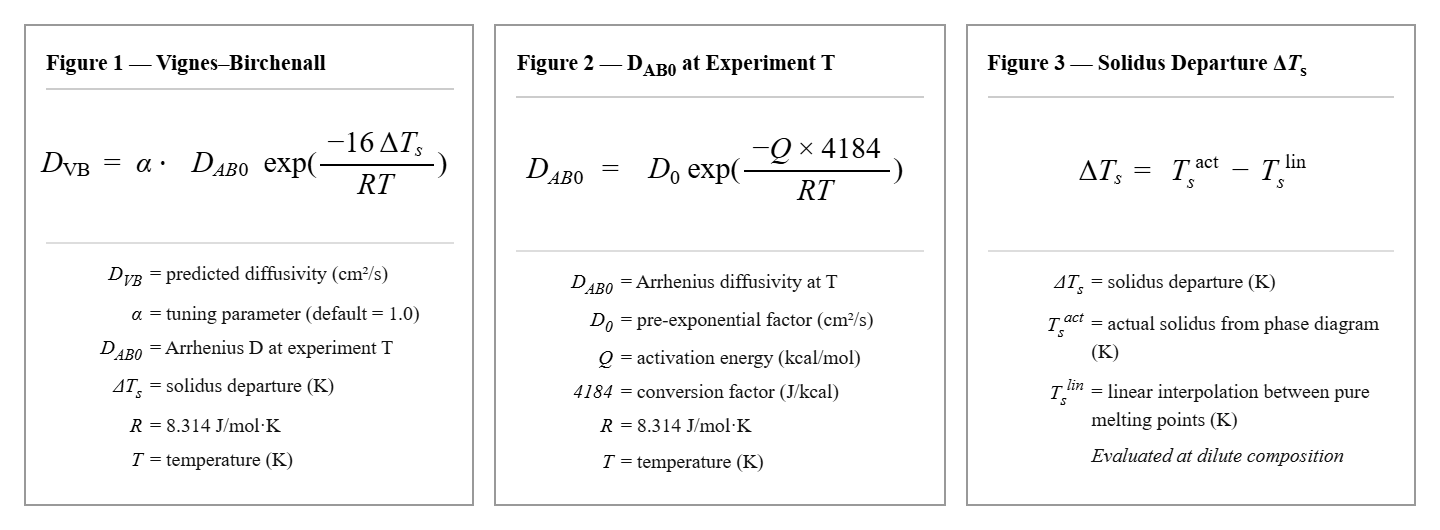 Figure 1 — Vignes–Birchenall
D_VB = α · D_AB0 exp(−16 ΔT_s / RT)
D_VB = predicted diffusivity (cm²/s)
α = tuning parameter (default = 1.0)
D_AB0 = Arrhenius D at experiment T
ΔT_s = solidus departure (K)
R = 8.314 J/mol·K
T = temperature (K)
Figure 2 — D_AB0 at Experiment T
D_AB0 = D_0 exp(−Q × 4184 / RT)
D_AB0 = Arrhenius diffusivity at T
D_0 = pre-exponential factor (cm²/s)
Q = activation energy (kcal/mol)
4184 = conversion factor (J/kcal)
R = 8.314 J/mol·K
T = temperature (K)
Figure 3 — Solidus Departure ΔT_s
ΔT_s = T_s^act − T_s^lin
ΔT_s = solidus departure (K)
T_s^act = actual solidus from phase diagram
(K)
T_s^lin = linear interpolation between pure
melting points (K)
Evaluated at dilute composition